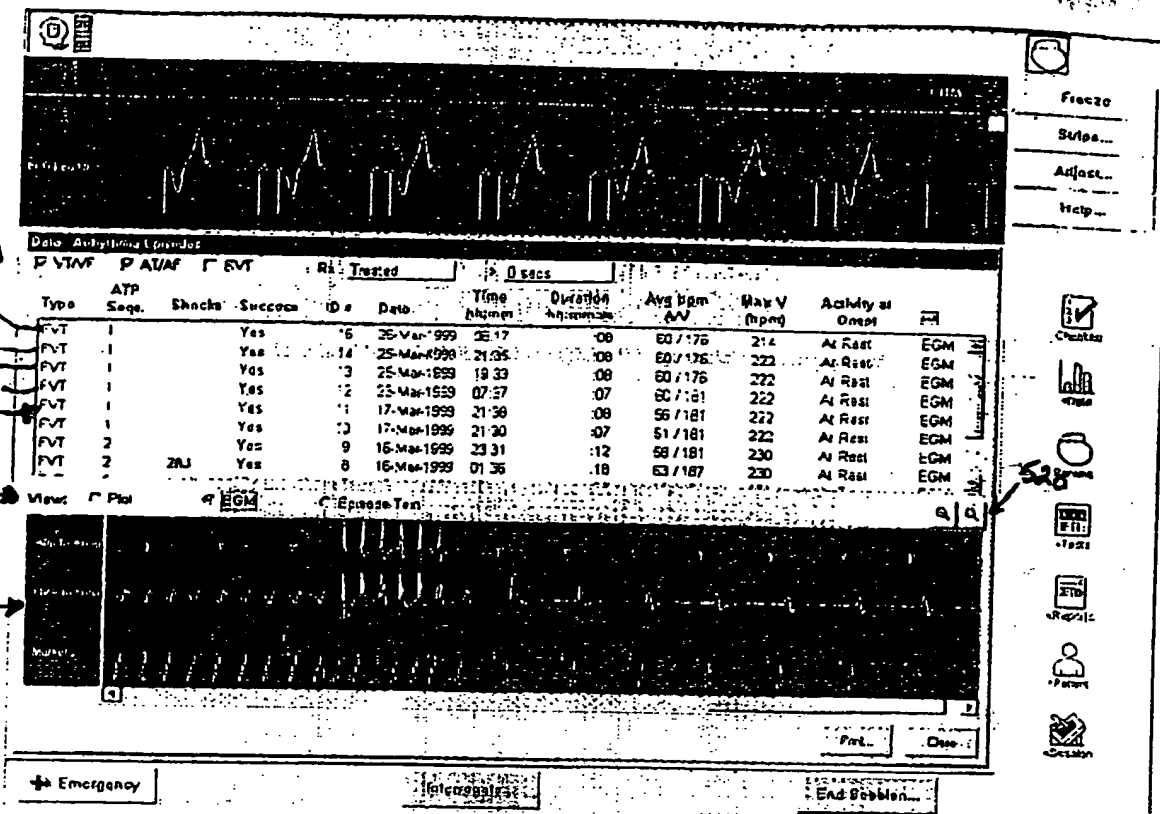 Freeze
Adjust...
Help...
Data - Arrhythmia Episodes
VT/VF AT/AF SVT Rx: Treated > 0 secs
Type ATP Seqs. Shocks Success ID# Date Time hh:mm Duration hh:mm:ss Avg bpm A/V Max V (bpm) Activity at Onset
FVT 1 Yes 25-Mar-1999 :08 60 / 176 214 At Rest EGM
FVT 1 Yes 14 25-Mar-1999 21:35 :08 60 / 176 222 At Rest EGM
FVT 1 Yes 13 25-Mar-1999 19:33 :08 60 / 176 222 At Rest EGM
FVT 1 Yes 12 23-Mar-1999 :07 60 / 181 222 At Rest EGM
FVT 1 Yes 11 17-Mar-1999 21:38 :08 56 / 181 222 At Rest EGM
FVT 1 Yes 10 17-Mar-1999 21:30 :07 51 / 181 222 At Rest EGM
FVT 2 Yes 9 16-Mar-1999 23:31 :12 58 / 181 230 At Rest EGM
FVT 2 Yes 8 16-Mar-1999 01:36 :18 63 / 187 230 At Rest EGM
528
View: Plot EGM Episode Text
Checklist
Data
Tests
Reports
Patient
Session
Print... Close
Emergency
Interrogate...
End Session...